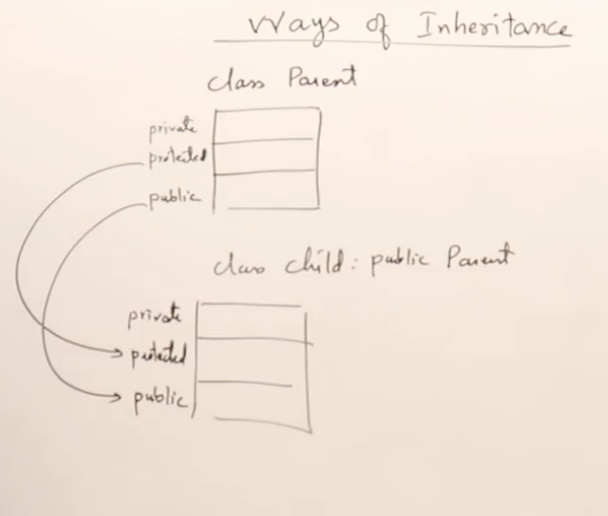 Ways of Inheritance
class Parent
private
protected
public
class child: public Parent
private
protected
public